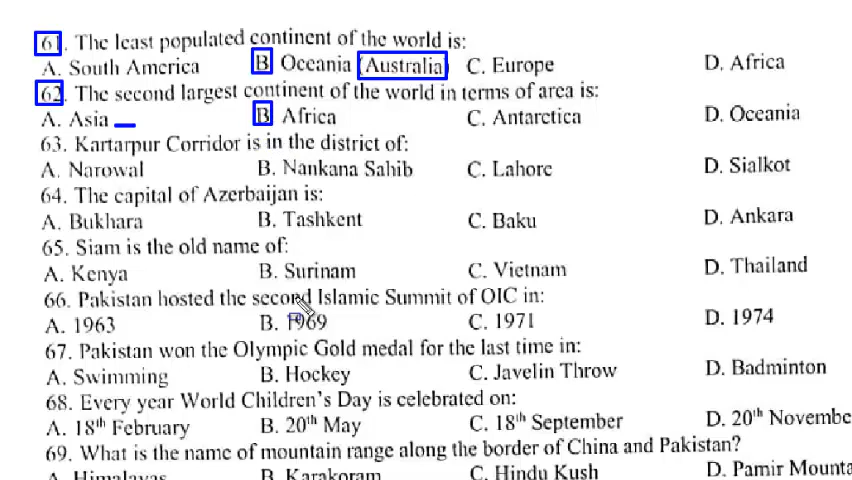 61. The least populated continent of the world is:
A. South America B Oceania (Australia) C. Europe D. Africa
62. The second largest continent of the world in terms of area is:
A. Asia B Africa C. Antarctica D. Oceania
63. Kartarpur Corridor is in the district of:
A. Narowal B. Nankana Sahib C. Lahore D. Sialkot
64. The capital of Azerbaijan is:
A. Bukhara B. Tashkent C. Baku D. Ankara
65. Siam is the old name of:
A. Kenya B. Surinam C. Vietnam D. Thailand
66. Pakistan hosted the second Islamic Summit of OIC in:
A. 1963 B. 1969 C. 1971 D. 1974
67. Pakistan won the Olympic Gold medal for the last time in:
A. Swimming B. Hockey C. Javelin Throw D. Badminton
68. Every year World Children's Day is celebrated on:
A. 18th February B. 20th May C. 18th September D. 20th Novembe
69. What is the name of mountain range along the border of China and Pakistan?
A. Himalayas B. Karakoram C. Hindu Kush D. Pamir Mounta